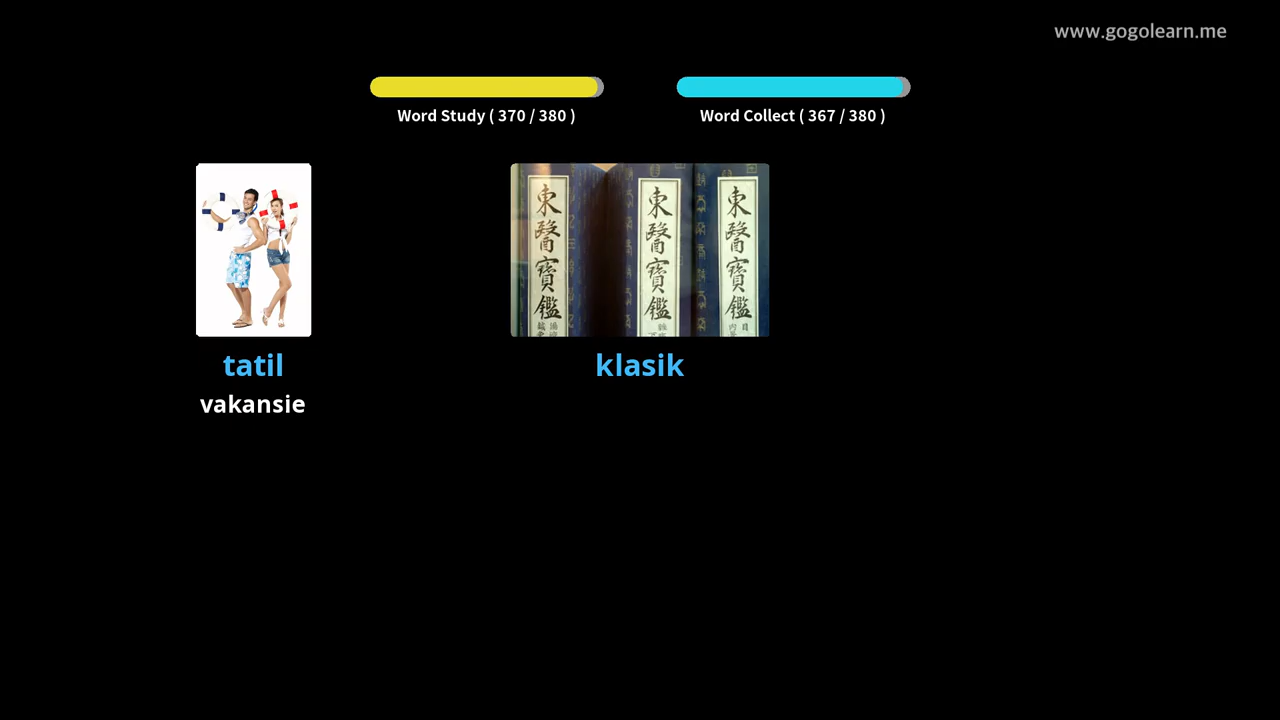 www.gogolearn.me
Word Study ( 370 / 380 )
Word Collect ( 367 / 380 )
東醫寶鑑
東醫寶鑑
東醫寶鑑
tatil
klasik
vakansie